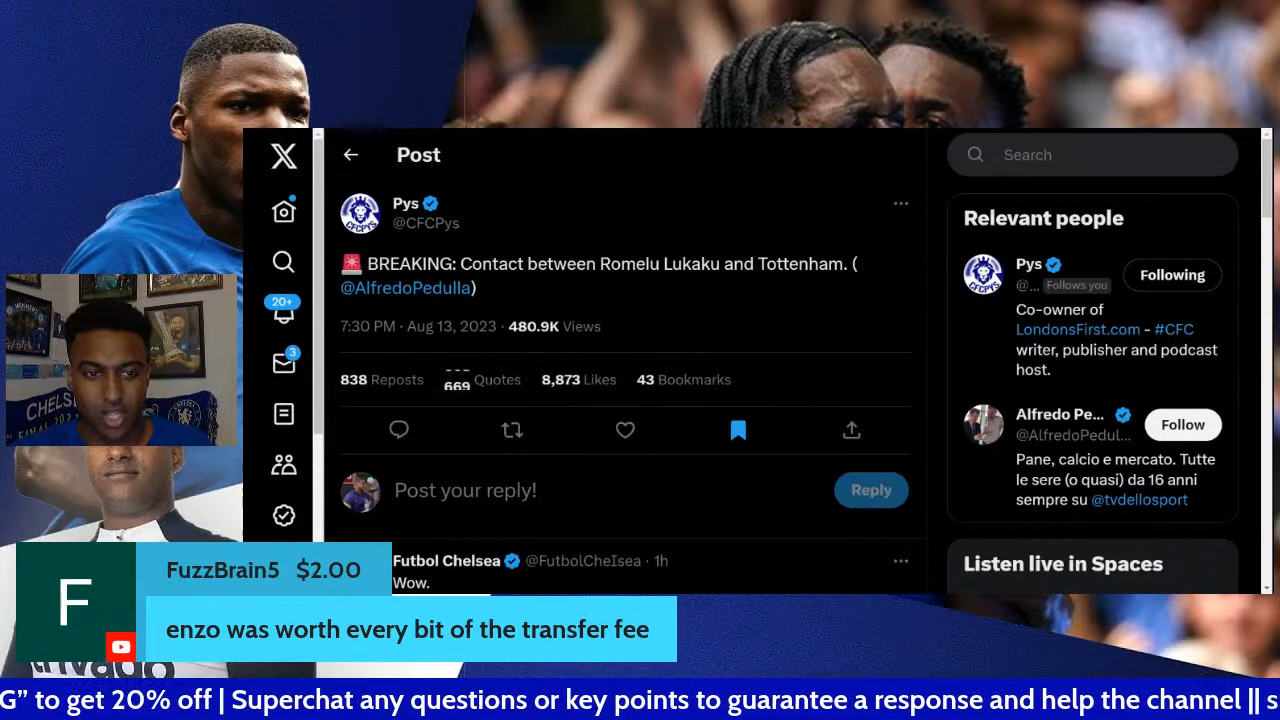 Post
Search
Pys
@CFCPys
🚨 BREAKING: Contact between Romelu Lukaku and Tottenham. (
@AlfredoPedulla)
7:30 PM · Aug 13, 2023 · 480.9K Views
838 Reposts 669 Quotes 8,873 Likes 43 Bookmarks
Post your reply!
Reply
Futbol Chelsea @FutbolCheIsea · 1h
Wow.
20+
3
Relevant people
Pys
@... Follows you
Following
Co-owner of
LondonsFirst.com - #CFC
writer, publisher and podcast
host.
Alfredo Pe...
@AlfredoPedul...
Follow
Pane, calcio e mercato. Tutte
le sere (o quasi) da 16 anni
sempre su @tvdellosport
Listen live in Spaces
CHELS
F
FuzzBrain5 $2.00
enzo was worth every bit of the transfer fee
G” to get 20% off | Superchat any questions or key points to guarantee a response and help the channel || s